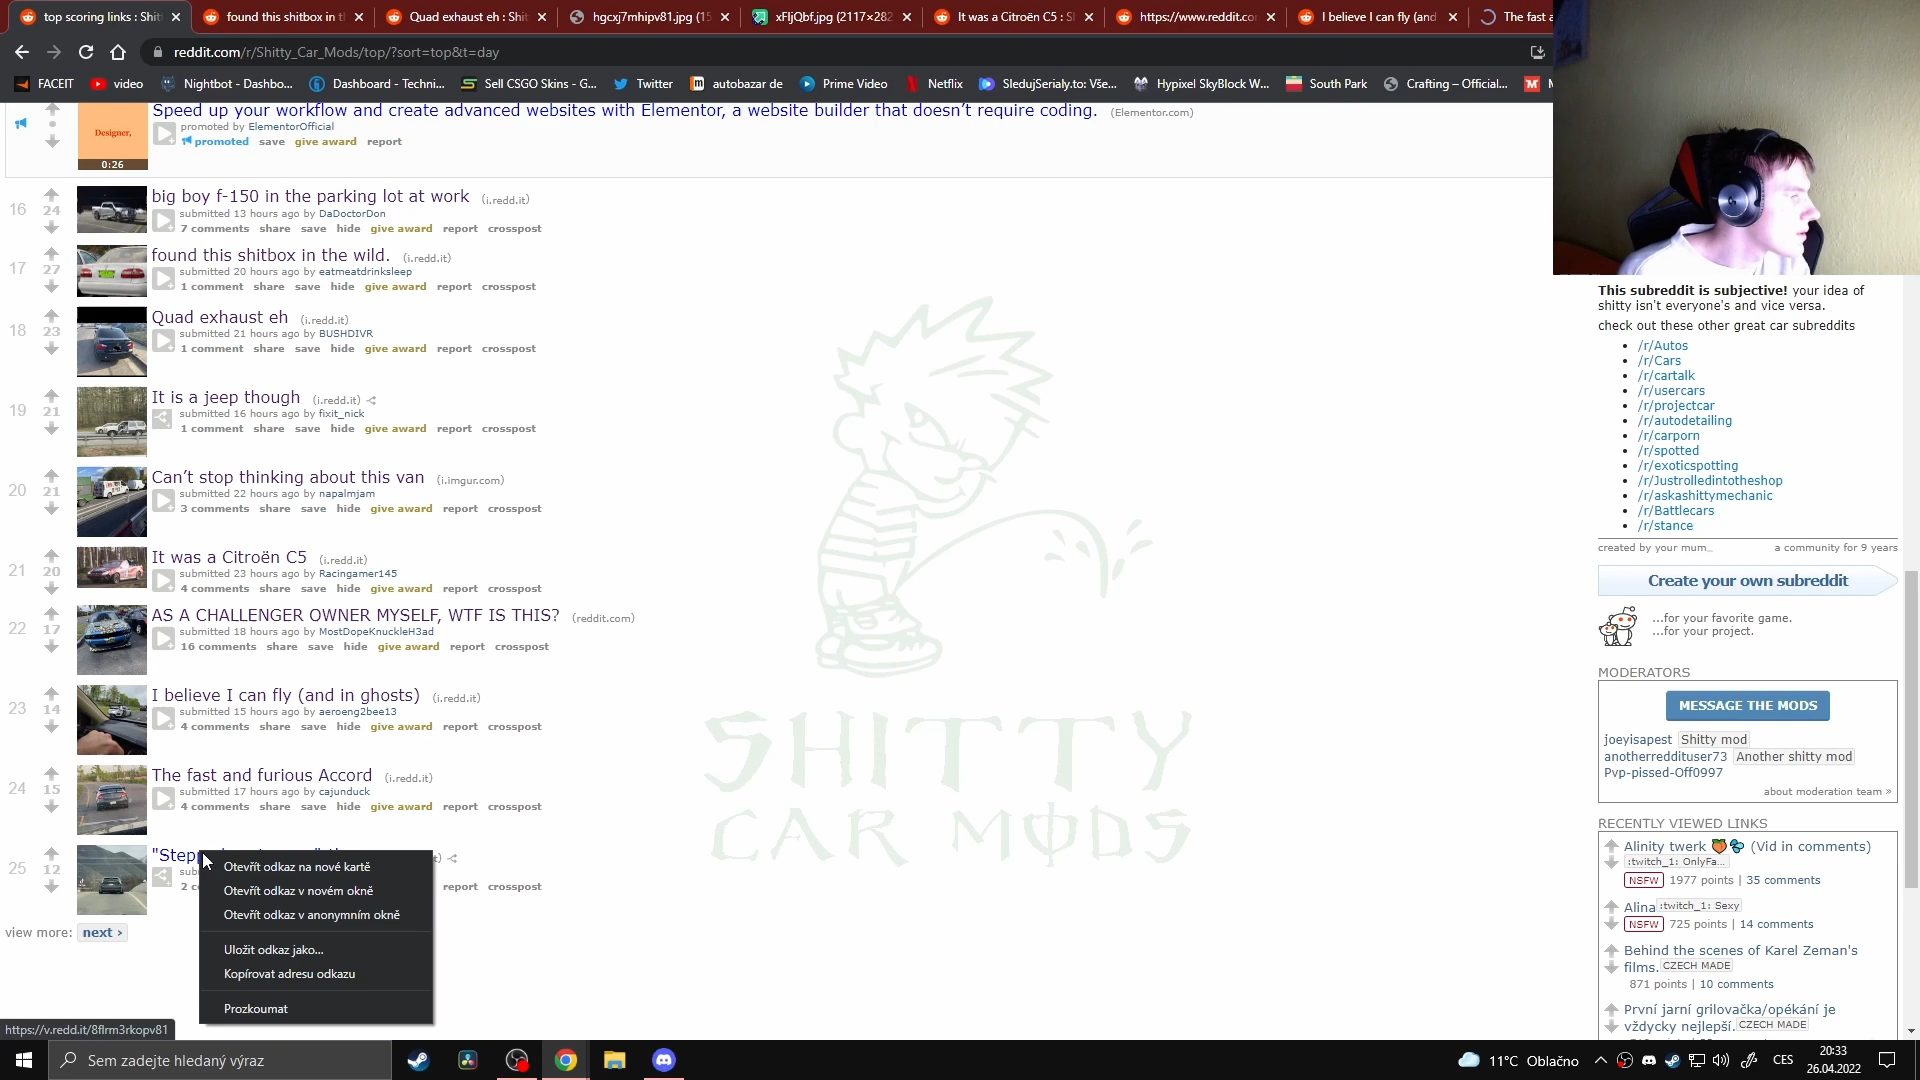 top scoring links : Shit
found this shitbox in t
Quad exhaust eh : Shit
hgcxj7mhipv81.jpg (15
xFIjQbf.jpg (2117×282
It was a Citroën C5 : S
https://www.reddit.co
I believe I can fly (and
The fast a
reddit.com/r/Shitty_Car_Mods/top/?sort=top&t=day
FACEIT
video
Nightbot - Dashbo...
Dashboard - Techni...
Sell CSGO Skins - G...
Twitter
autobazar de
Prime Video
Netflix
SledujSerialy.to: Vše...
Hypixel SkyBlock W...
South Park
Crafting – Official...
Designer,
0:26
Speed up your workflow and create advanced websites with Elementor, a website builder that doesn't require coding. (Elementor.com)
promoted by ElementorOfficial
promoted save give award report
16
24
big boy f-150 in the parking lot at work (i.redd.it)
submitted 13 hours ago by DaDoctorDon
7 comments share save hide give award report crosspost
17
27
found this shitbox in the wild. (i.redd.it)
submitted 20 hours ago by eatmeatdrinksleep
1 comment share save hide give award report crosspost
18
23
Quad exhaust eh (i.redd.it)
submitted 21 hours ago by BUSHDIVR
1 comment share save hide give award report crosspost
19
21
It is a jeep though (i.redd.it)
submitted 16 hours ago by fixit_nick
1 comment share save hide give award report crosspost
20
21
Can't stop thinking about this van (i.imgur.com)
submitted 22 hours ago by napalmjam
3 comments share save hide give award report crosspost
21
20
It was a Citroën C5 (i.redd.it)
submitted 23 hours ago by Racingamer145
4 comments share save hide give award report crosspost
22
17
AS A CHALLENGER OWNER MYSELF, WTF IS THIS? (reddit.com)
submitted 18 hours ago by MostDopeKnuckleH3ad
16 comments share save hide give award report crosspost
23
14
I believe I can fly (and in ghosts) (i.redd.it)
submitted 15 hours ago by aeroeng2bee13
4 comments share save hide give award report crosspost
24
15
The fast and furious Accord (i.redd.it)
submitted 17 hours ago by cajunduck
4 comments share save hide give award report crosspost
25
12
"Stepp
sub
2 c
report crosspost
Otevřít odkaz na nové kartě
Otevřít odkaz v novém okně
Otevřít odkaz v anonymním okně
Uložit odkaz jako...
Kopírovat adresu odkazu
Prozkoumat
view more: next ›
https://v.redd.it/8flrm3rkopv81
SHITTY
CAR MODS
This subreddit is subjective! your idea of
shitty isn't everyone's and vice versa.
check out these other great car subreddits
/r/Autos
/r/Cars
/r/cartalk
/r/usercars
/r/projectcar
/r/autodetailing
/r/carporn
/r/spotted
/r/exoticspotting
/r/Justrolledintotheshop
/r/askashittymechanic
/r/Battlecars
/r/stance
created by your mum_ a community for 9 years
Create your own subreddit
...for your favorite game.
...for your project.
MODERATORS
MESSAGE THE MODS
joeyisapest Shitty mod
anotherreddituser73 Another shitty mod
Pvp-pissed-Off0997
about moderation team »
RECENTLY VIEWED LINKS
Alinity twerk 🍑💦 (Vid in comments)
:twitch_1: OnlyFa...
NSFW 1977 points | 35 comments
Alina :twitch_1: Sexy
NSFW 725 points | 14 comments
Behind the scenes of Karel Zeman's
films. CZECH MADE
871 points | 10 comments
První jarní grilovačka/opékání je
vždycky nejlepší. CZECH MADE
Sem zadejte hledaný výraz
11°C Oblačno
CES
20:33
26.04.2022